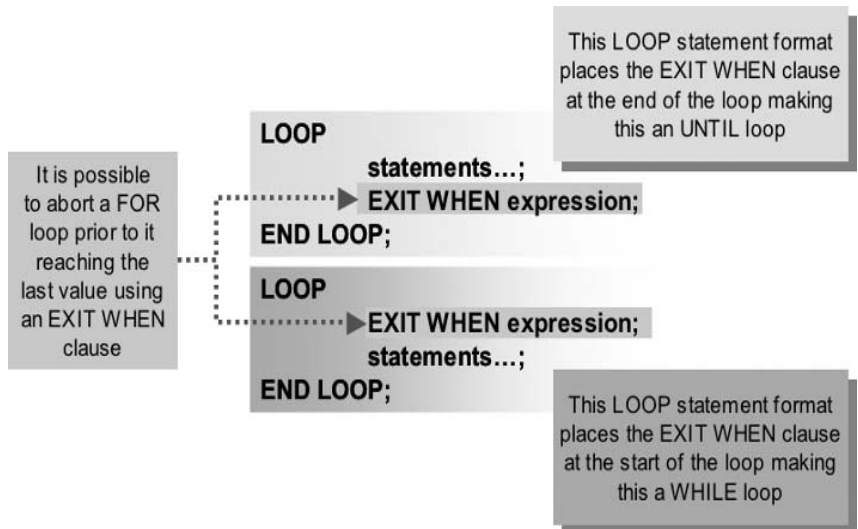 This LOOP statement format
places the EXIT WHEN clause
at the end of the loop making
this an UNTIL loop
LOOP
statements...;
EXIT WHEN expression;
END LOOP;
It is possible
to abort a FOR
loop prior to it
reaching the
last value using
an EXIT WHEN
clause
LOOP
EXIT WHEN expression;
statements...;
END LOOP;
This LOOP statement format
places the EXIT WHEN clause
at the start of the loop making
this a WHILE loop